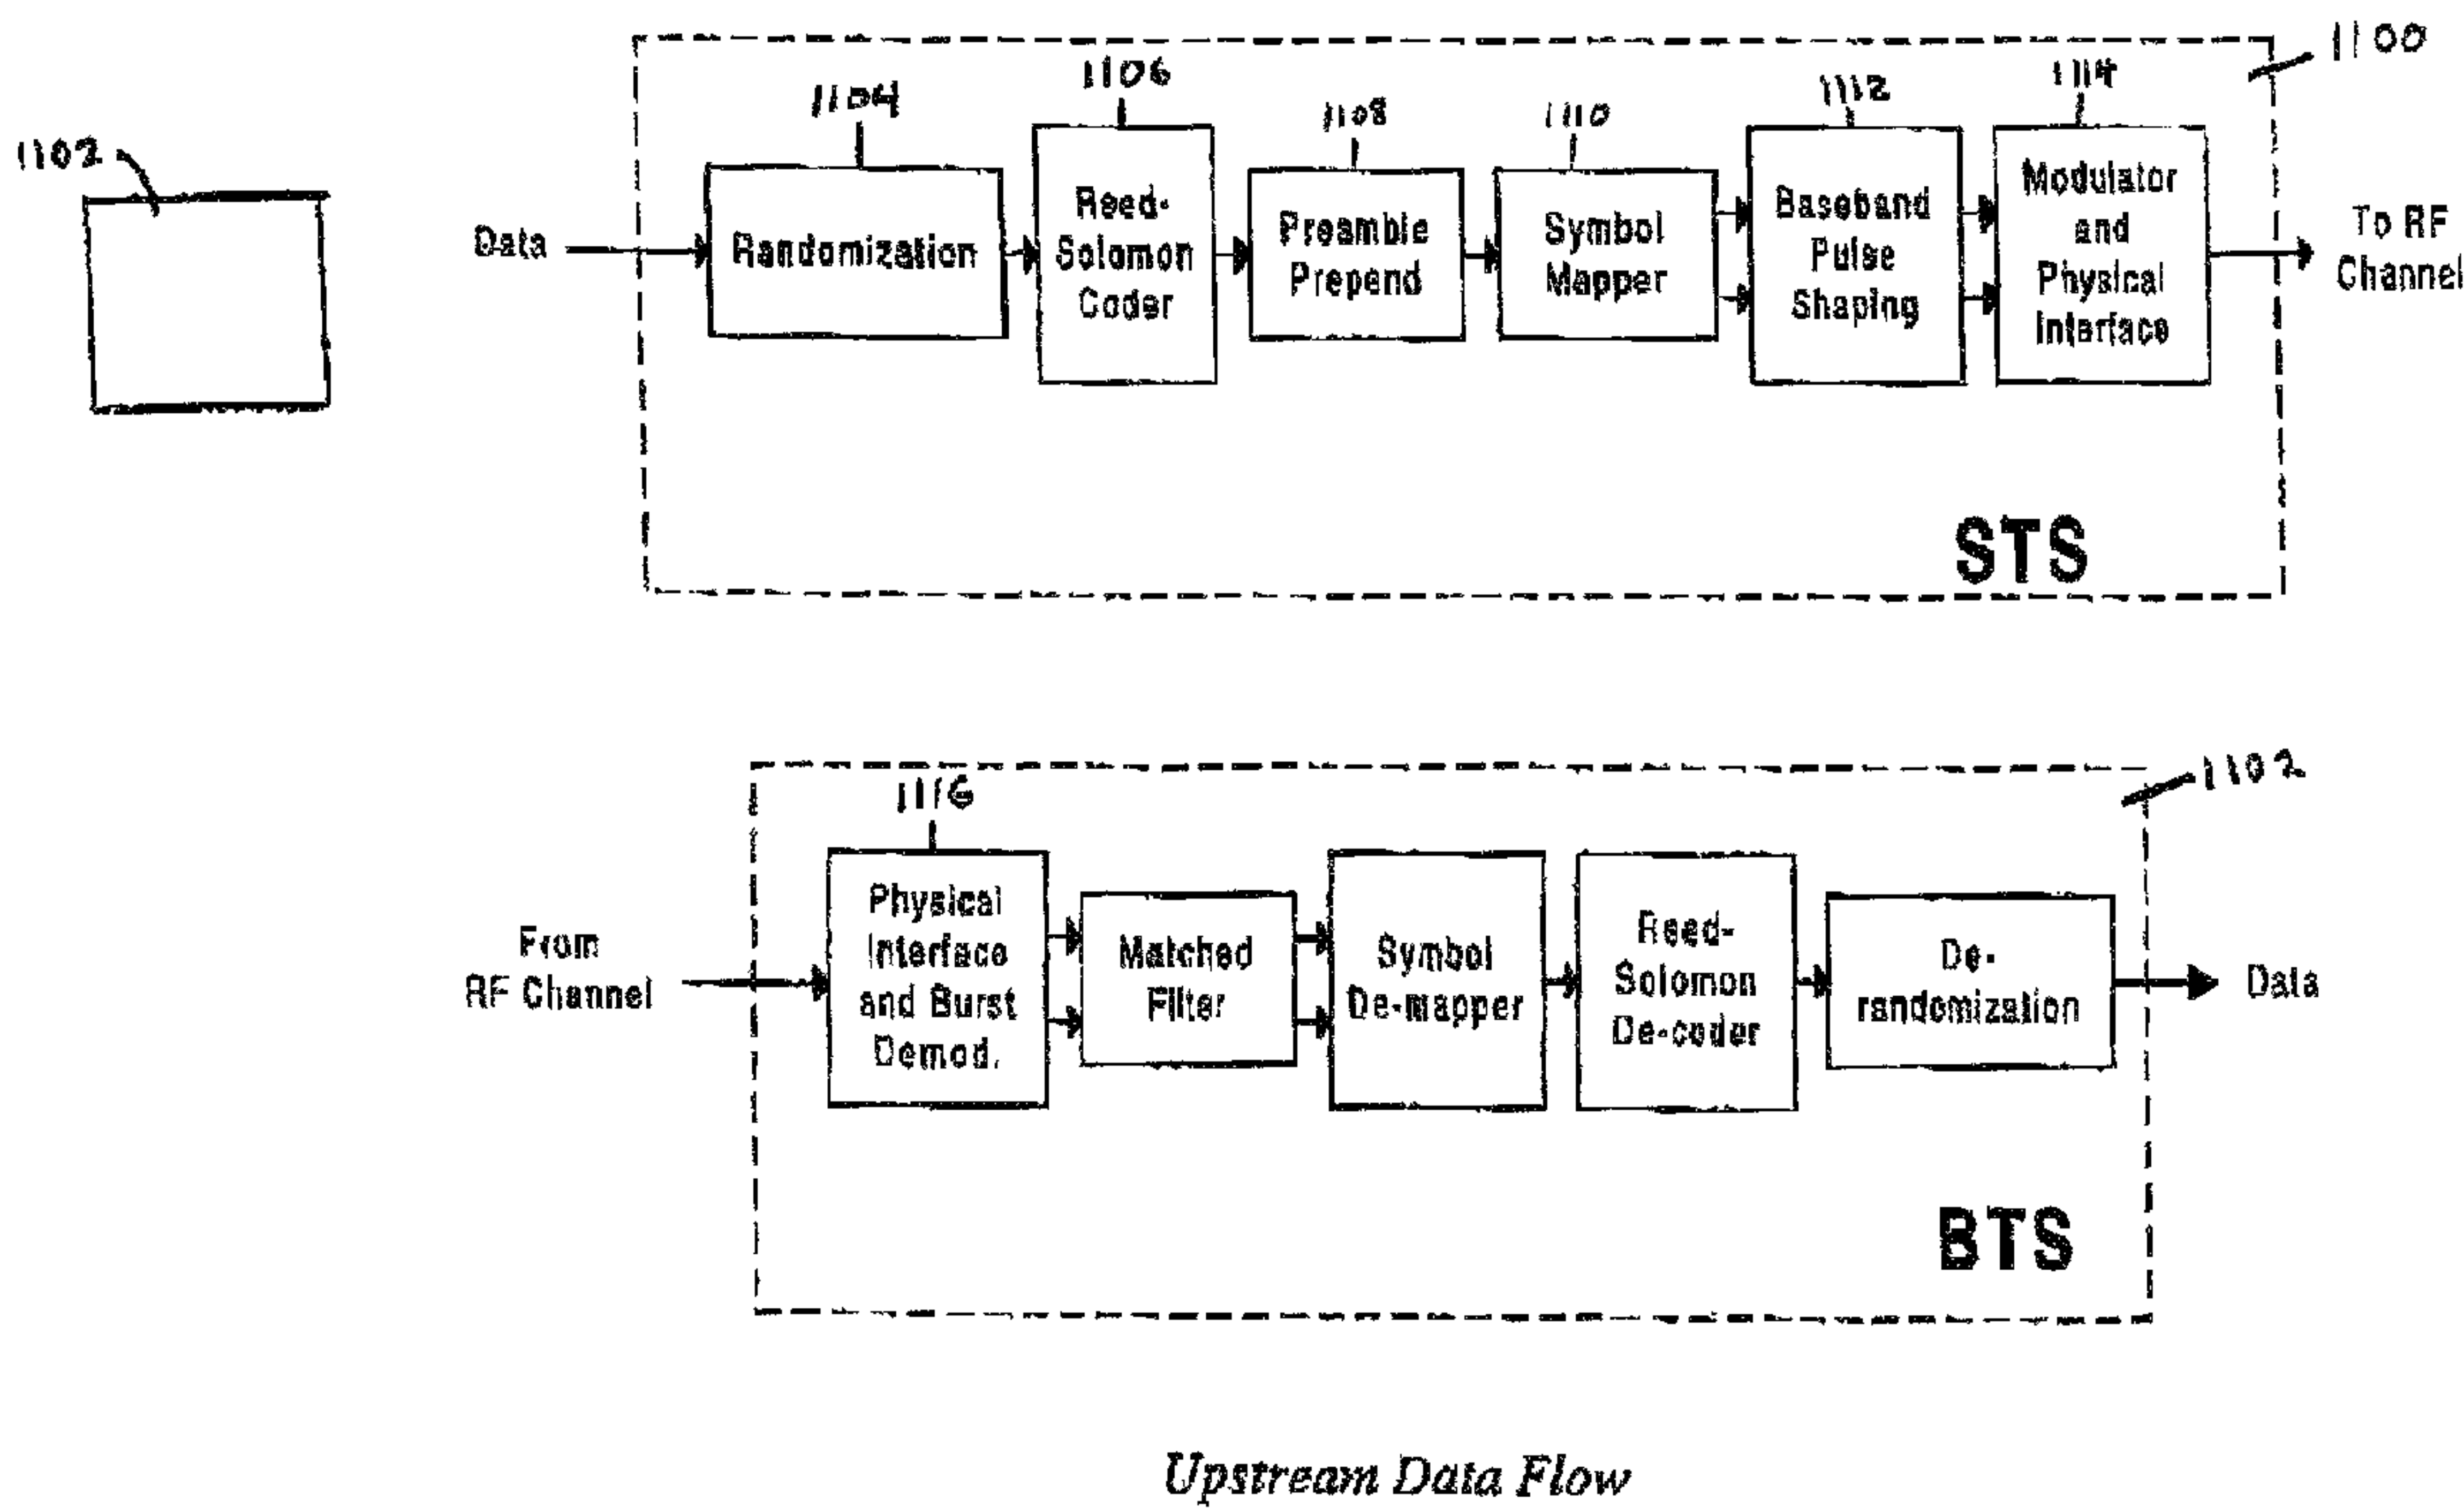 1100
1106
1114
1104
1112
1108
1110
1102
Data
Randomization
Reed-
Solomon
Coder
Preamble
Prepend
Symbol
Mapper
Baseband
Pulse
Shaping
Modulator
and
Physical
Interface
To RF
Channel
STS
1102
1116
From
RF Channel
Physical
Interface
and Burst
Demod.
Matched
Filter
Symbol
De-mapper
Reed-
Solomon
De-coder
De-
randomization
Data
BTS
Upstream Data Flow